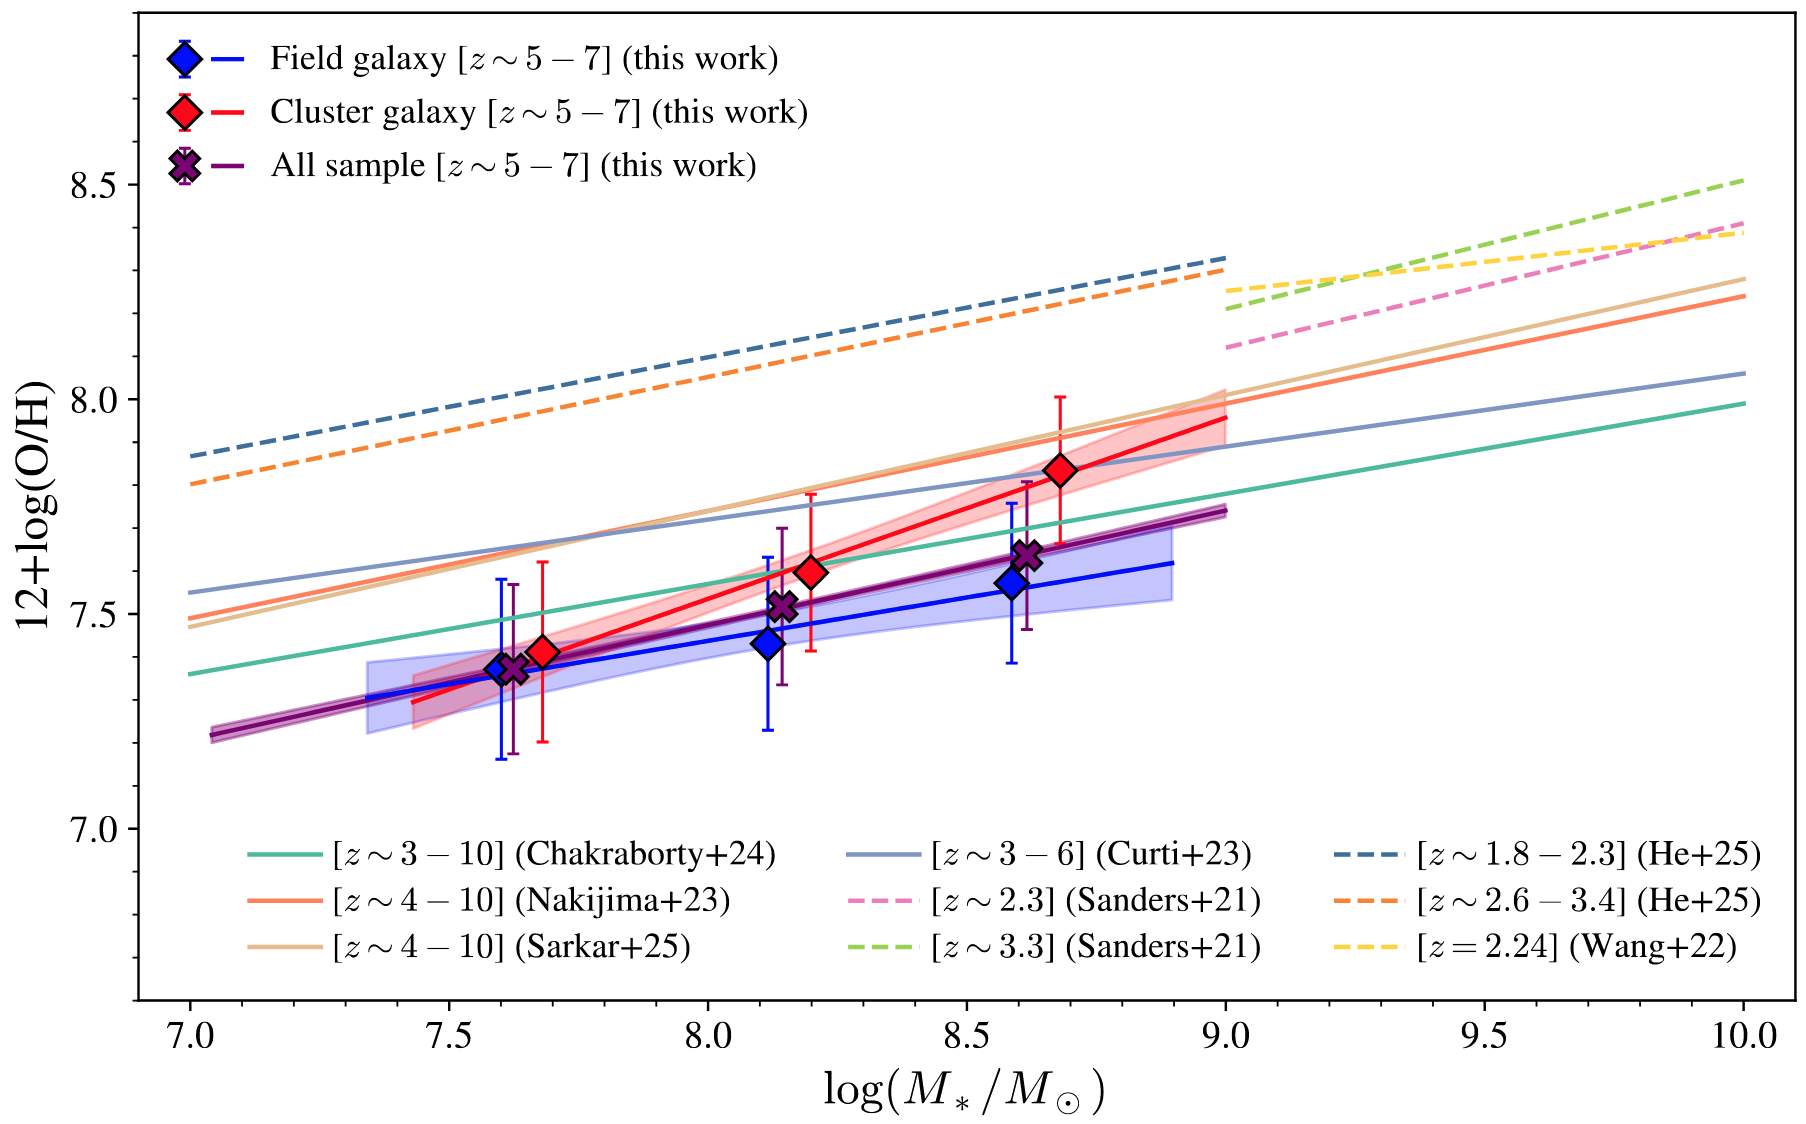 Field galaxy [z ∼ 5 − 7] (this work)
Cluster galaxy [z ∼ 5 − 7] (this work)
All sample [z ∼ 5 − 7] (this work)
8.5
8.0
7.5
7.0
12+log(O/H)
[z ∼ 3 − 10] (Chakraborty+24)
[z ∼ 4 − 10] (Nakijima+23)
[z ∼ 4 − 10] (Sarkar+25)
[z ∼ 3 − 6] (Curti+23)
[z ∼ 2.3] (Sanders+21)
[z ∼ 3.3] (Sanders+21)
[z ∼ 1.8 − 2.3] (He+25)
[z ∼ 2.6 − 3.4] (He+25)
[z = 2.24] (Wang+22)
7.0 7.5 8.0 8.5 9.0 9.5 10.0
log(M∗/M⊙)